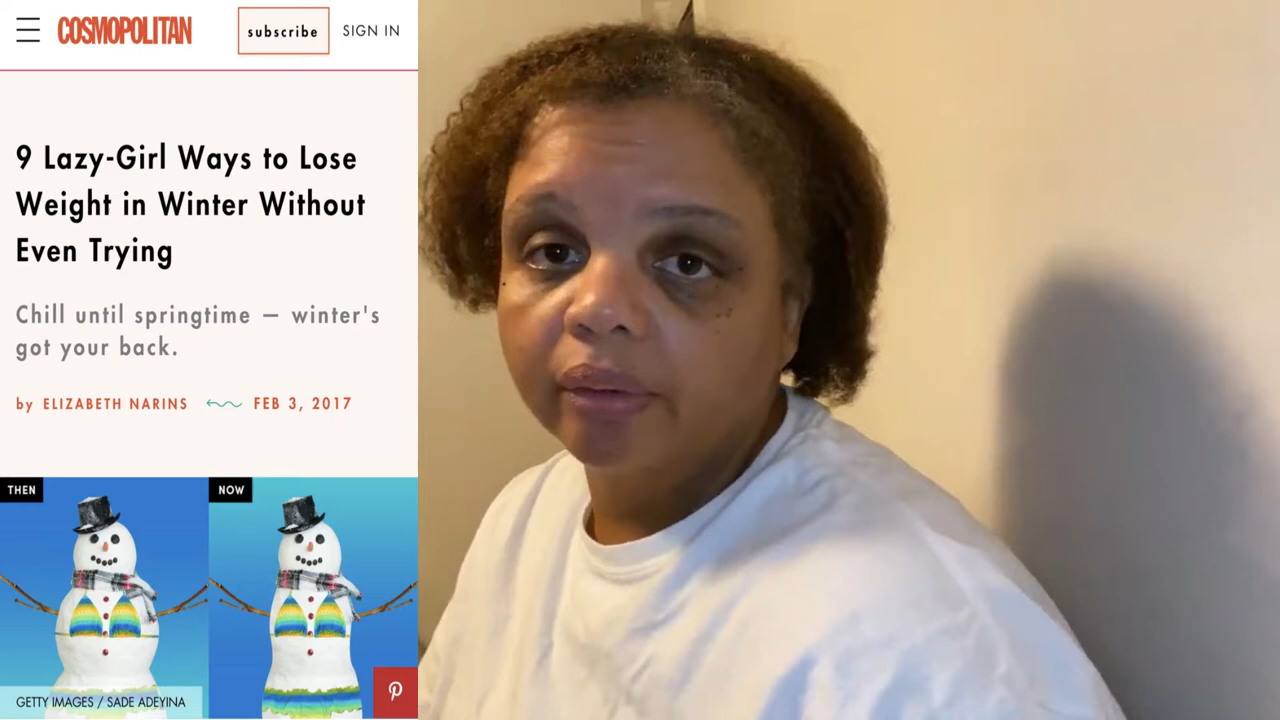 COSMOPOLITAN
subscribe
SIGN IN
9 Lazy-Girl Ways to Lose
Weight in Winter Without
Even Trying
Chill until springtime — winter's
got your back.
by ELIZABETH NARINS FEB 3, 2017
THEN
NOW
GETTY IMAGES / SADE ADEYINA